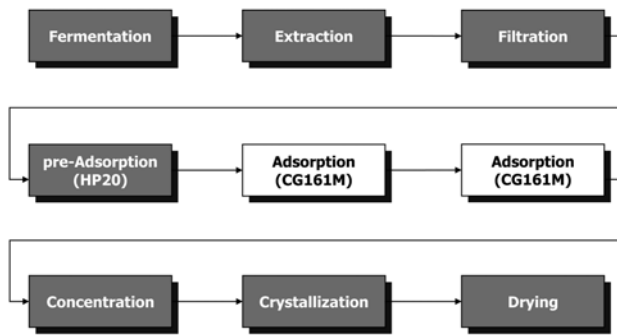 Fermentation
Extraction
Filtration
pre-Adsorption
(HP20)
Adsorption
(CG161M)
Adsorption
(CG161M)
Concentration
Crystallization
Drying